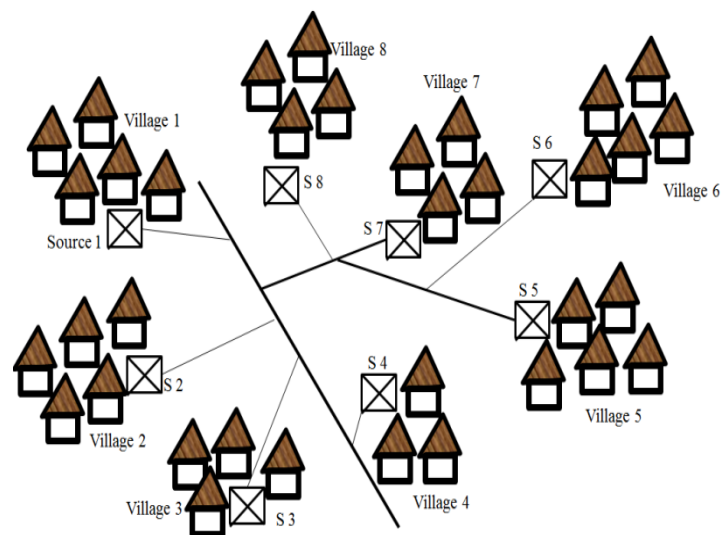 Village 8
Village 7
Village 1
S 6
S 8
Village 6
S 7
Source 1
S 5
S 4
S 2
Village 5
Village 2
Village 3
S 3
Village 4